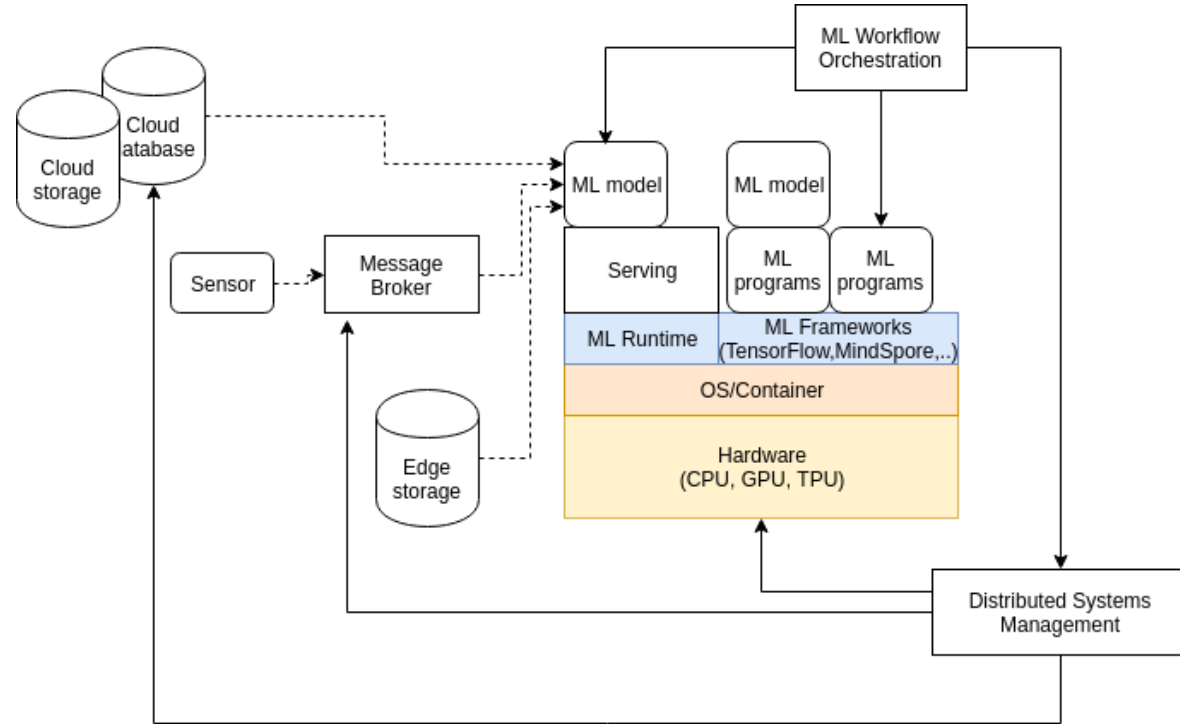 ML Workflow
Orchestration
Cloud
atabase
Cloud
storage
ML model
ML model
Sensor
Message
Broker
Serving
ML
programs
ML
programs
ML Runtime
ML Frameworks
(TensorFlow,MindSpore,..)
OS/Container
Edge
storage
Hardware
(CPU, GPU, TPU)
Distributed Systems
Management